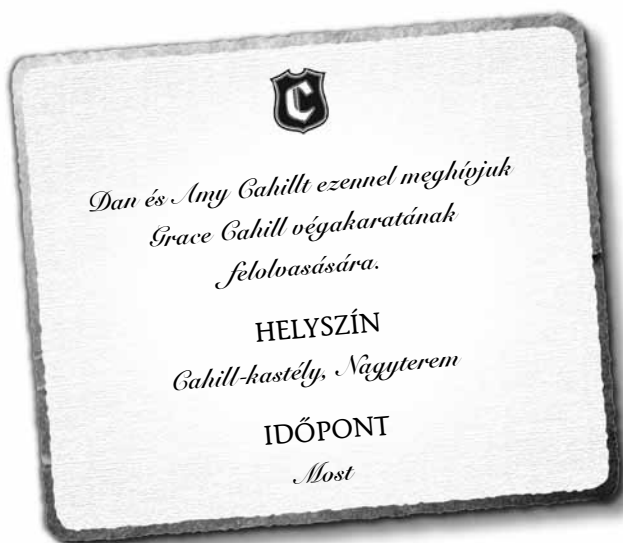 C
Dan és Amy Cahillt ezennel meghívjuk
Grace Cahill végakaratának
felolvasására.
HELYSZÍN
Cahill-kastély, Nagyterem
IDŐPONT
Most